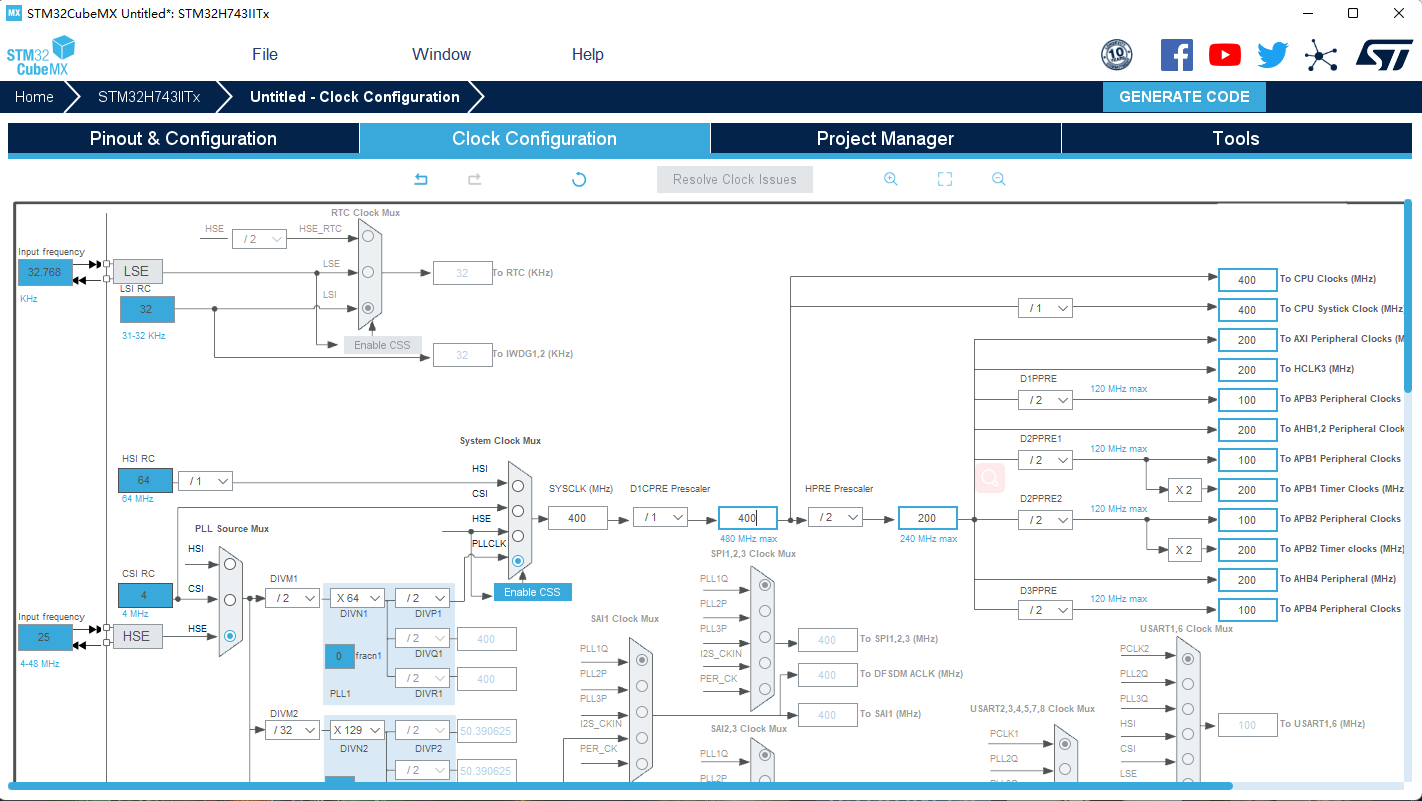 MX STM32CubeMX Untitled*: STM32H743IITx
STM32 CubeMX
File Window Help
10 YEARS
Home STM32H743IITx Untitled - Clock Configuration GENERATE CODE
Pinout & Configuration Clock Configuration Project Manager Tools
Resolve Clock Issues
RTC Clock Mux
HSE / 2 HSE_RTC
Input frequency
32.768 LSE LSE 32 To RTC (KHz)
KHz
LSI RC
32 LSI
31-32 KHz
Enable CSS
32 To IWDG1,2 (KHz)
400 To CPU Clocks (MHz)
/ 1 400 To CPU Systick Clock (MHz
200 To AXI Peripheral Clocks (M
200 To HCLK3 (MHz)
D1PPRE
/ 2 120 MHz max 100 To APB3 Peripheral Clocks
200 To AHB1,2 Peripheral Clock
D2PPRE1
/ 2 120 MHz max 100 To APB1 Peripheral Clocks
X 2 200 To APB1 Timer Clocks (MHz
D2PPRE2
/ 2 120 MHz max 100 To APB2 Peripheral Clocks
X 2 200 To APB2 Timer clocks (MHz)
200 To AHB4 Peripheral (MHz)
D3PPRE
/ 2 120 MHz max 100 To APB4 Peripheral Clocks
System Clock Mux
HSI RC
64 / 1 HSI
64 MHz
CSI
HSE
PLLCLK
SYSCLK (MHz) D1CPRE Prescaler HPRE Prescaler
400 / 1 400 / 2 200
480 MHz max 240 MHz max
Enable CSS
PLL Source Mux
HSI
CSI RC
4 CSI
4 MHz
Input frequency
25 HSE HSE
4-48 MHz
DIVM1
/ 2 X 64 / 2
DIVN1 DIVP1
/ 2 400
0 fracn1 DIVQ1
/ 2 400
PLL1 DIVR1
DIVM2
/ 32 X 129 / 2 50.390625
DIVN2 DIVP2
/ 2 50.390625
SPI1,2,3 Clock Mux
PLL1Q
PLL2P
PLL3P
I2S_CKIN
PER_CK
400 To SPI1,2,3 (MHz)
400 To DFSDM ACLK (MHz)
400 To SAI1 (MHz)
SAI1 Clock Mux
PLL1Q
PLL2P
PLL3P
I2S_CKIN
PER_CK
SAI2,3 Clock Mux
PLL1Q
PLL2P
USART1,6 Clock Mux
PCLK2
PLL2Q
PLL3Q
HSI
CSI
LSE
100 To USART1,6 (MHz)
USART2,3,4,5,7,8 Clock Mux
PCLK1
PLL2Q